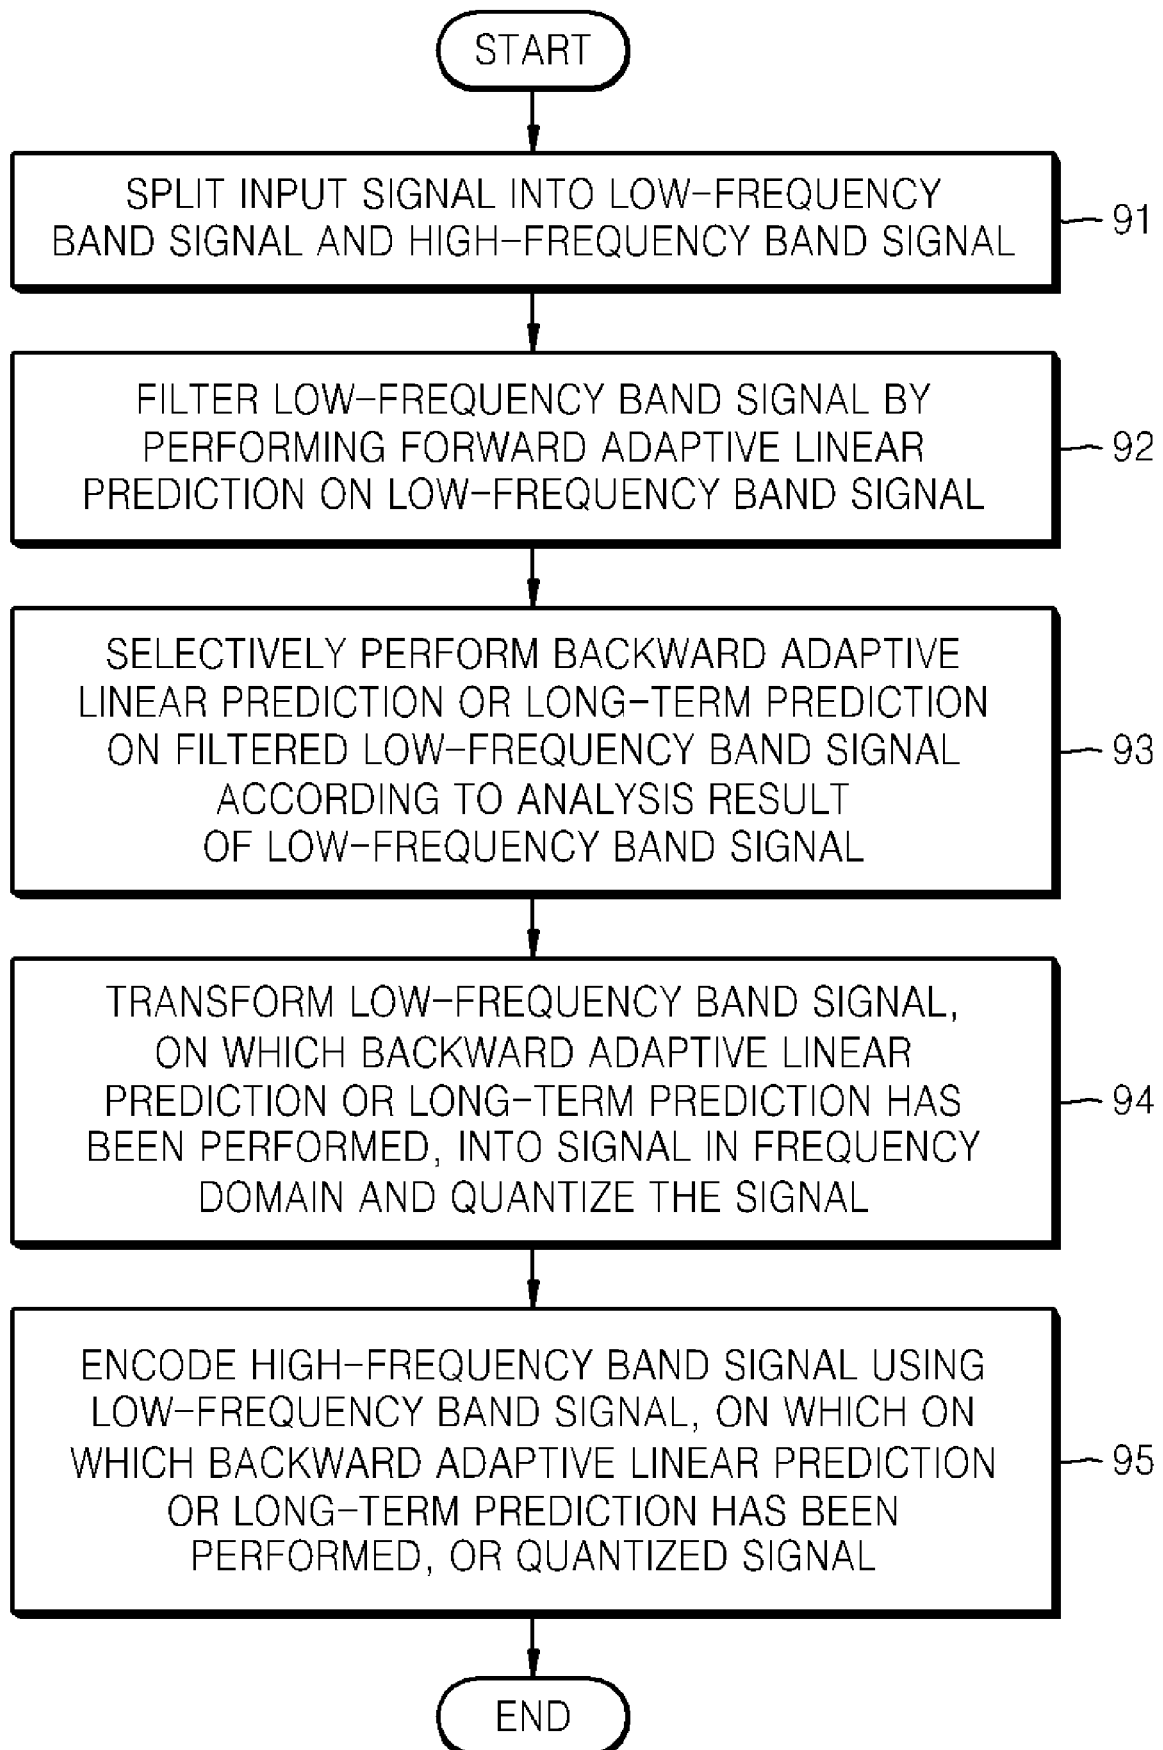 START
SPLIT INPUT SIGNAL INTO LOW-FREQUENCY
BAND SIGNAL AND HIGH-FREQUENCY BAND SIGNAL
91
FILTER LOW-FREQUENCY BAND SIGNAL BY
PERFORMING FORWARD ADAPTIVE LINEAR
PREDICTION ON LOW-FREQUENCY BAND SIGNAL
92
SELECTIVELY PERFORM BACKWARD ADAPTIVE
LINEAR PREDICTION OR LONG-TERM PREDICTION
ON FILTERED LOW-FREQUENCY BAND SIGNAL
ACCORDING TO ANALYSIS RESULT
OF LOW-FREQUENCY BAND SIGNAL
93
TRANSFORM LOW-FREQUENCY BAND SIGNAL,
ON WHICH BACKWARD ADAPTIVE LINEAR
PREDICTION OR LONG-TERM PREDICTION HAS
BEEN PERFORMED, INTO SIGNAL IN FREQUENCY
DOMAIN AND QUANTIZE THE SIGNAL
94
ENCODE HIGH-FREQUENCY BAND SIGNAL USING
LOW-FREQUENCY BAND SIGNAL, ON WHICH ON
WHICH BACKWARD ADAPTIVE LINEAR PREDICTION
OR LONG-TERM PREDICTION HAS BEEN
PERFORMED, OR QUANTIZED SIGNAL
95
END